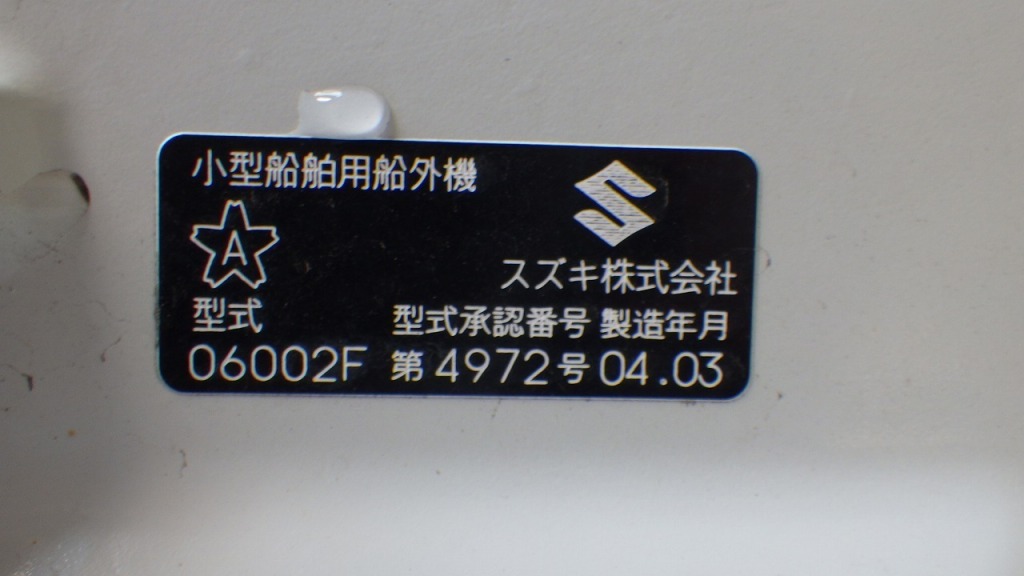 小型船舶用船外機
A
スズキ株式会社
型式 型式承認番号 製造年月
06002F 第4972号 04.03